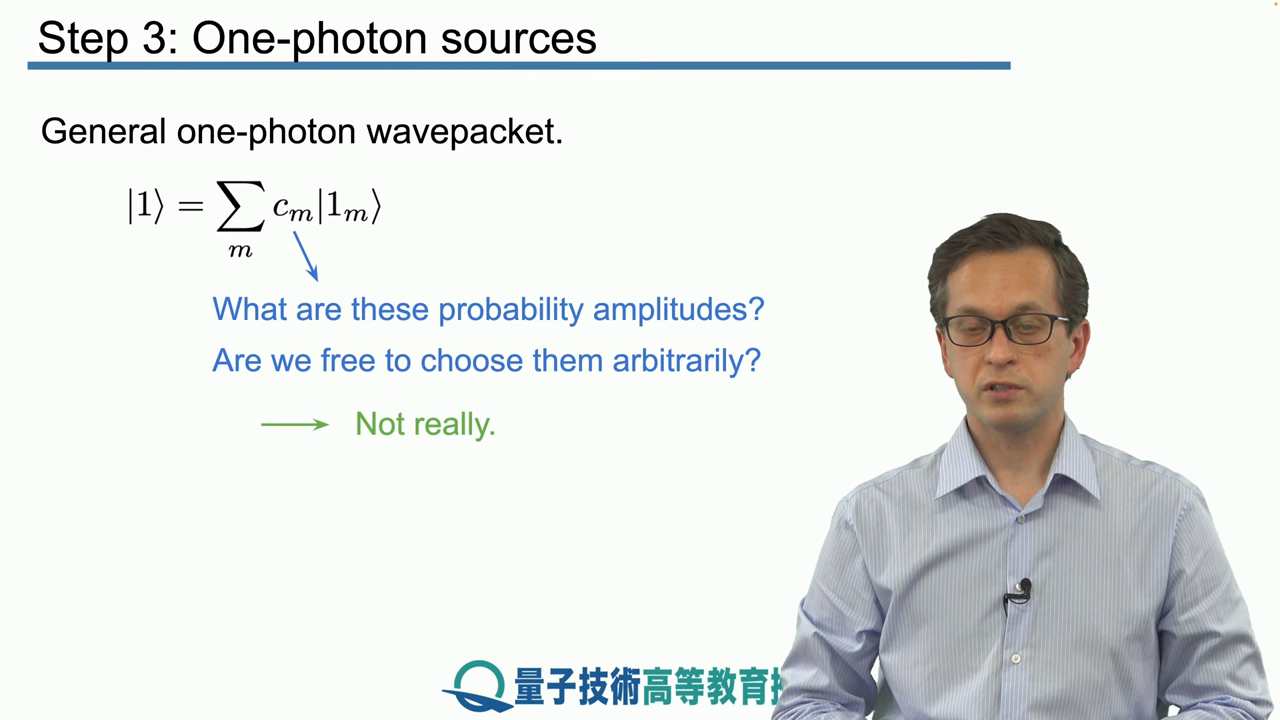 Step 3: One-photon sources
General one-photon wavepacket.
|1⟩ = ∑_m c_m|1_m⟩
What are these probability amplitudes?
Are we free to choose them arbitrarily?
Not really.
量子技術高等教育